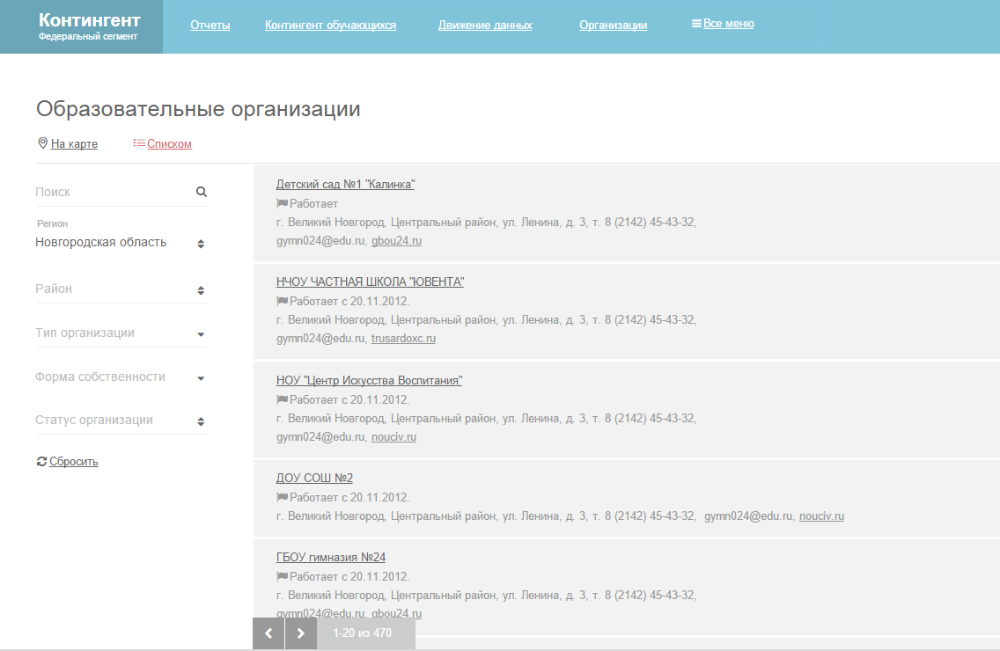 Контингент
Федеральный сегмент
Отчеты
Контингент обучающихся
Движение данных
Организации
Все меню
Образовательные организации
На карте
Списком
Поиск
Регион
Новгородская область
Район
Тип организации
Форма собственности
Статус организации
Сбросить
Детский сад №1 "Калинка"
Работает
г. Великий Новгород, Центральный район, ул. Ленина, д. 3, т. 8 (2142) 45-43-32,
gymn024@edu.ru, gbou24.ru
НЧОУ ЧАСТНАЯ ШКОЛА "ЮВЕНТА"
Работает с 20.11.2012.
г. Великий Новгород, Центральный район, ул. Ленина, д. 3, т. 8 (2142) 45-43-32,
gymn024@edu.ru, trusardoxc.ru
НОУ "Центр Искусства Воспитания"
Работает с 20.11.2012.
г. Великий Новгород, Центральный район, ул. Ленина, д. 3, т. 8 (2142) 45-43-32,
gymn024@edu.ru, nouciv.ru
ДОУ СОШ №2
Работает с 20.11.2012.
г. Великий Новгород, Центральный район, ул. Ленина, д. 3, т. 8 (2142) 45-43-32, gymn024@edu.ru, nouciv.ru
ГБОУ гимназия №24
Работает с 20.11.2012.
г. Великий Новгород, Центральный район, ул. Ленина, д. 3, т. 8 (2142) 45-43-32,
gymn024@edu.ru, gbou24.ru
1-20 из 470